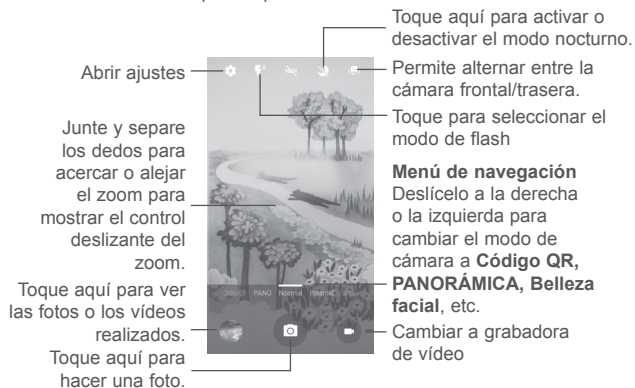 Toque aquí para activar o
desactivar el modo nocturno.
Abrir ajustes
Permite alternar entre la
cámara frontal/trasera.
Toque para seleccionar el
modo de flash
Junte y separe
los dedos para
acercar o alejar
el zoom para
mostrar el control
deslizante del
zoom.
Menú de navegación
Deslícelo a la derecha
o la izquierda para
cambiar el modo de
cámara a Código QR,
PANORÁMICA, Belleza
facial, etc.
PANO Normal
Toque aquí para ver
las fotos o los vídeos
realizados.
Cambiar a grabadora
de vídeo
Toque aquí para
hacer una foto.